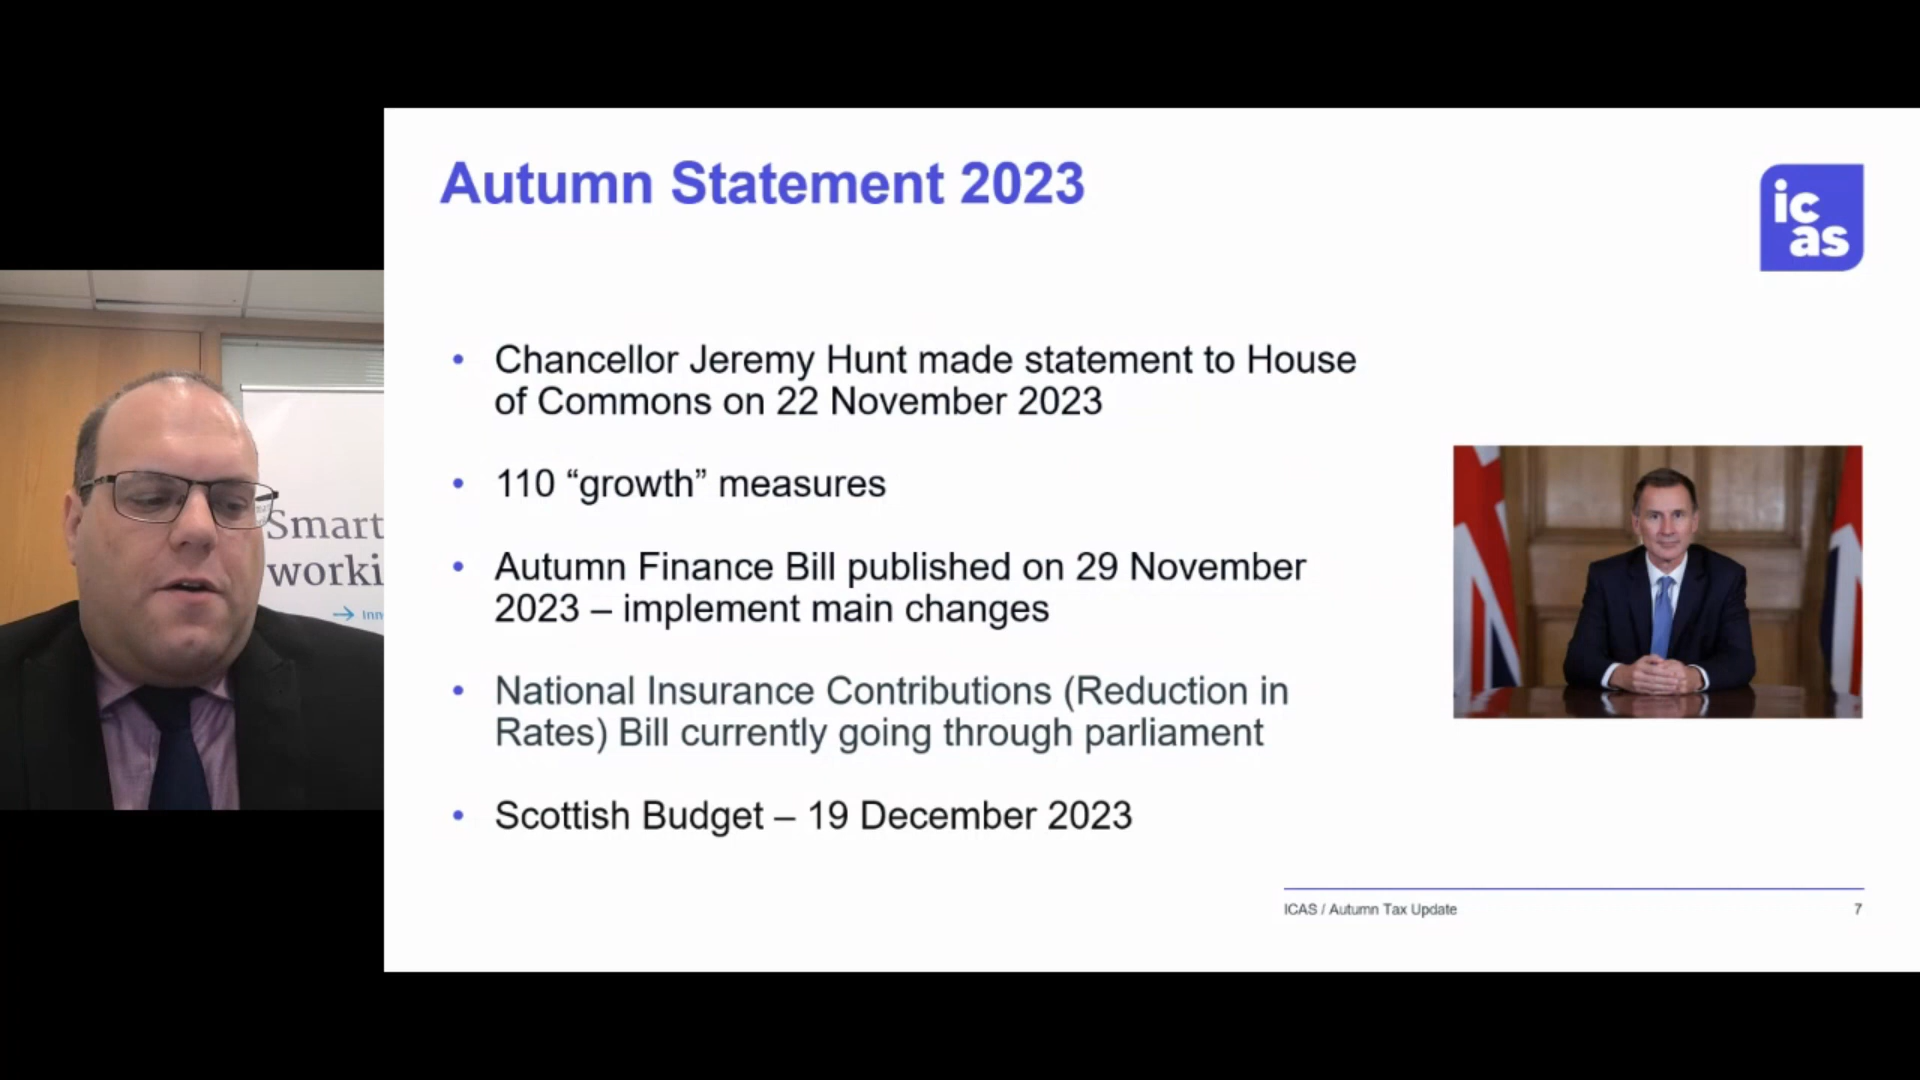 Autumn Statement 2023
ic
as
• Chancellor Jeremy Hunt made statement to House
of Commons on 22 November 2023
• 110 “growth” measures
• Autumn Finance Bill published on 29 November
2023 – implement main changes
• National Insurance Contributions (Reduction in
Rates) Bill currently going through parliament
• Scottish Budget – 19 December 2023
ICAS / Autumn Tax Update
7
Smart
worki
→ Inn